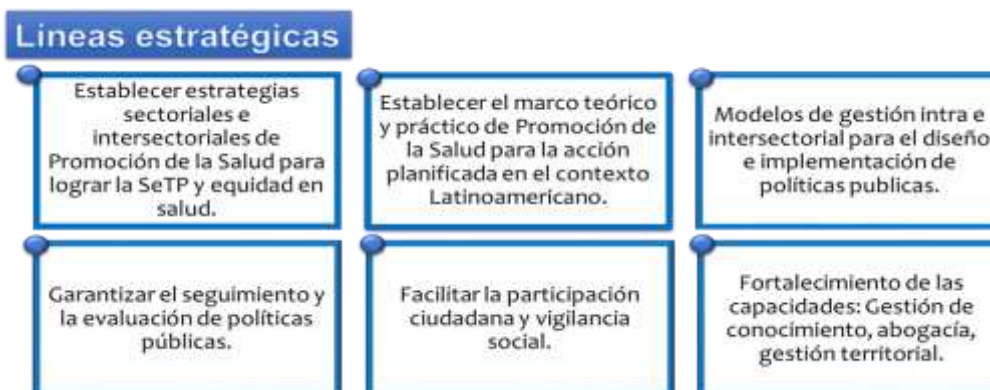 Lineas estratégicas
Establecer estrategias
sectoriales e
intersectoriales de
Promoción de la Salud para
lograr la SeTP y equidad en
salud.
Establecer el marco teórico
y práctico de Promoción de
la Salud para la acción
planificada en el contexto
Latinoamericano.
Modelos de gestión intra e
intersectorial para el diseño
e implementación de
políticas publicas.
Garantizar el seguimiento y
la evaluación de políticas
públicas.
Facilitar la participación
ciudadana y vigilancia
social.
Fortalecimiento de las
capacidades: Gestión de
conocimiento, abogacía,
gestión territorial.